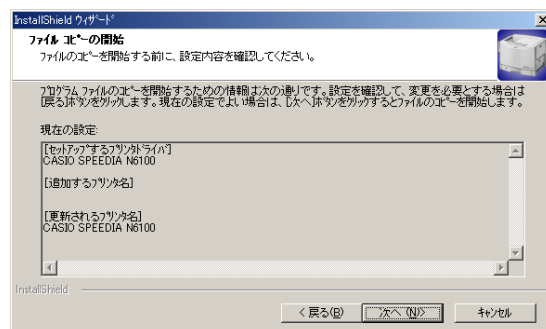 InstallShield ウィザード
ファイル コピーの開始
ファイルのコピーを開始する前に、設定内容を確認してください。
プログラム ファイルのコピーを開始するための情報は次の通りです。設定を確認して、変更を必要とする場合は
[戻る]ボタンをクリックします。現在の設定でよい場合は、[次へ]ボタンをクリックするとファイルのコピーを開始します。
現在の設定:
[セットアップするプリンタドライバ]
CASIO SPEEDIA N6100
[追加するプリンタ名]
[更新されるプリンタ名]
CASIO SPEEDIA N6100
InstallShield
< 戻る(B)
次へ (N)>
キャンセル